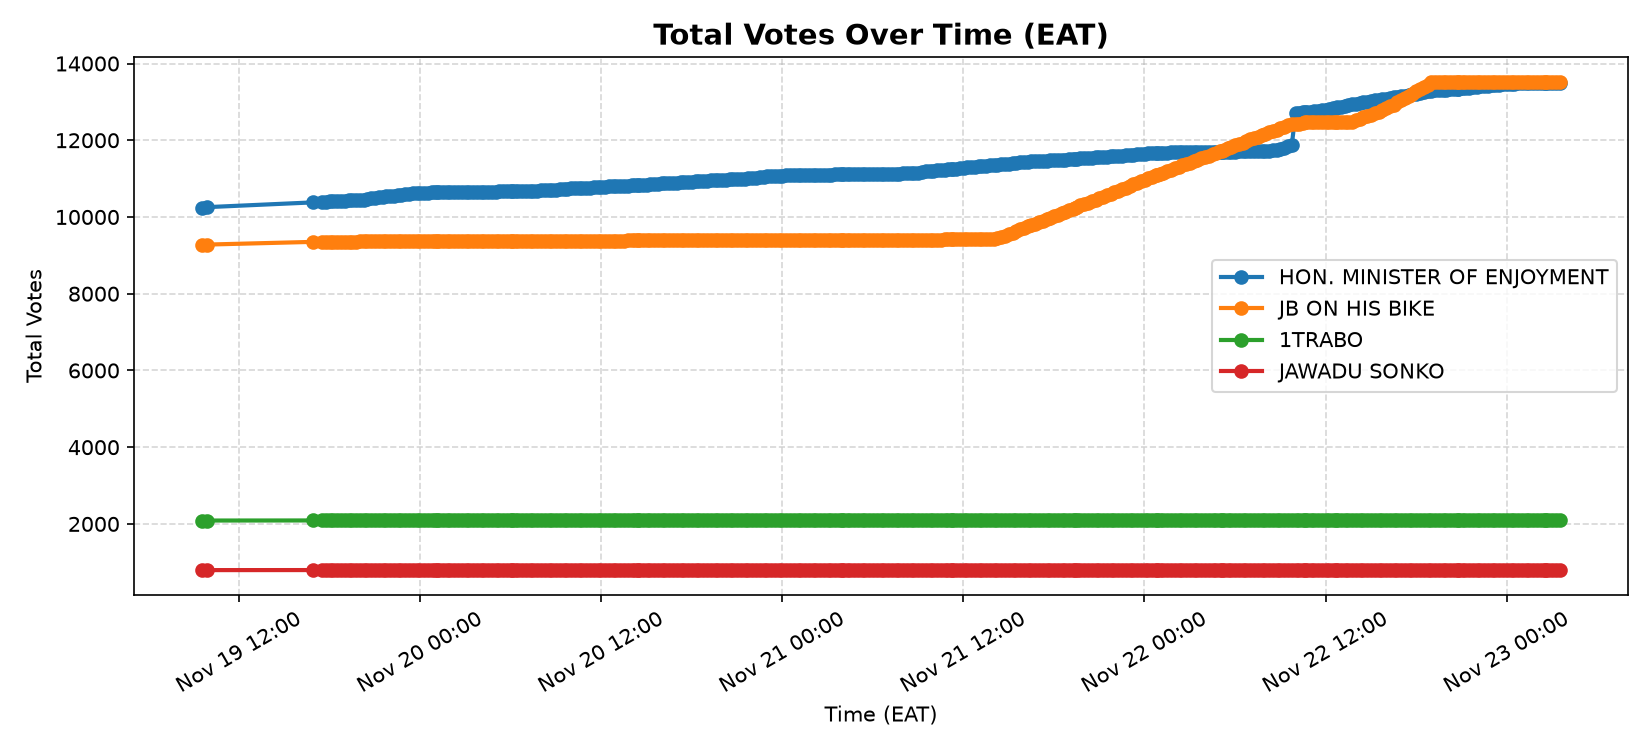 Total Votes Over Time (EAT)
14000
12000
10000
8000
6000
4000
2000
Total Votes
HON. MINISTER OF ENJOYMENT
JB ON HIS BIKE
1TRABO
JAWADU SONKO
Nov 19 12:00
Nov 20 00:00
Nov 20 12:00
Nov 21 00:00
Nov 21 12:00
Nov 22 00:00
Nov 22 12:00
Nov 23 00:00
Time (EAT)